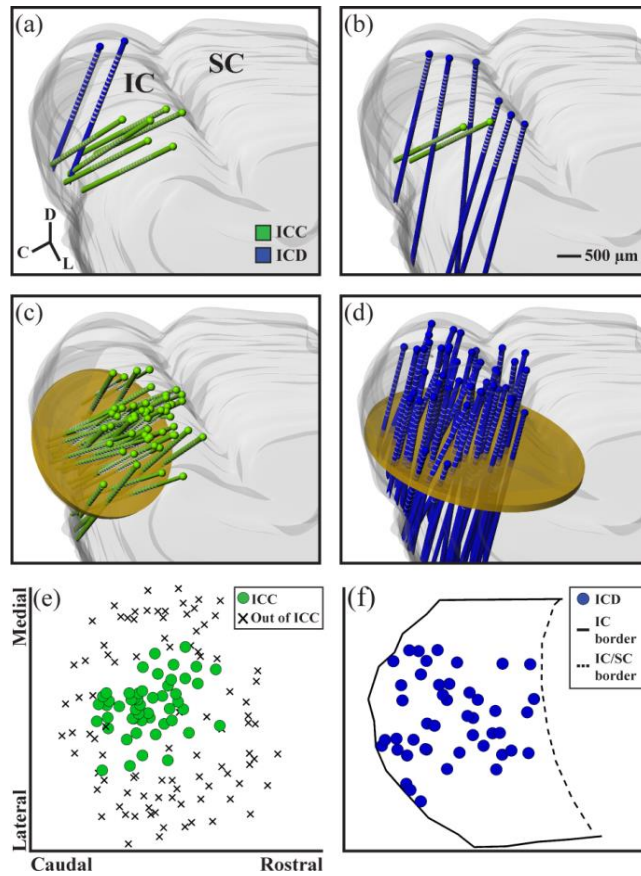 (a)
SC
IC
D
C
L
ICC
ICD
(b)
500 μm
(c)
(d)
(e)
ICC
Out of ICC
Medial
Lateral
Caudal
Rostral
(f)
ICD
IC
border
IC/SC
border